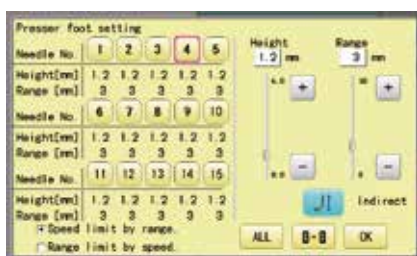 Presser foot setting
Needle No. 1 2 3 4 5
Height[mm] 1.2 1.2 1.2 1.2 1.2
Range [mm] 3 3 3 3 3
Needle No. 6 7 8 9 10
Height[mm] 1.2 1.2 1.2 1.2 1.2
Range [mm] 3 3 3 3 3
Needle No. 11 12 13 14 15
Height[mm] 1.2 1.2 1.2 1.2 1.2
Range [mm] 3 3 3 3 3
Speed limit by range.
Range limit by speed.
Height
1.2 mm
+
-
Range
3 mm
+
-
Indirect
ALL
OK